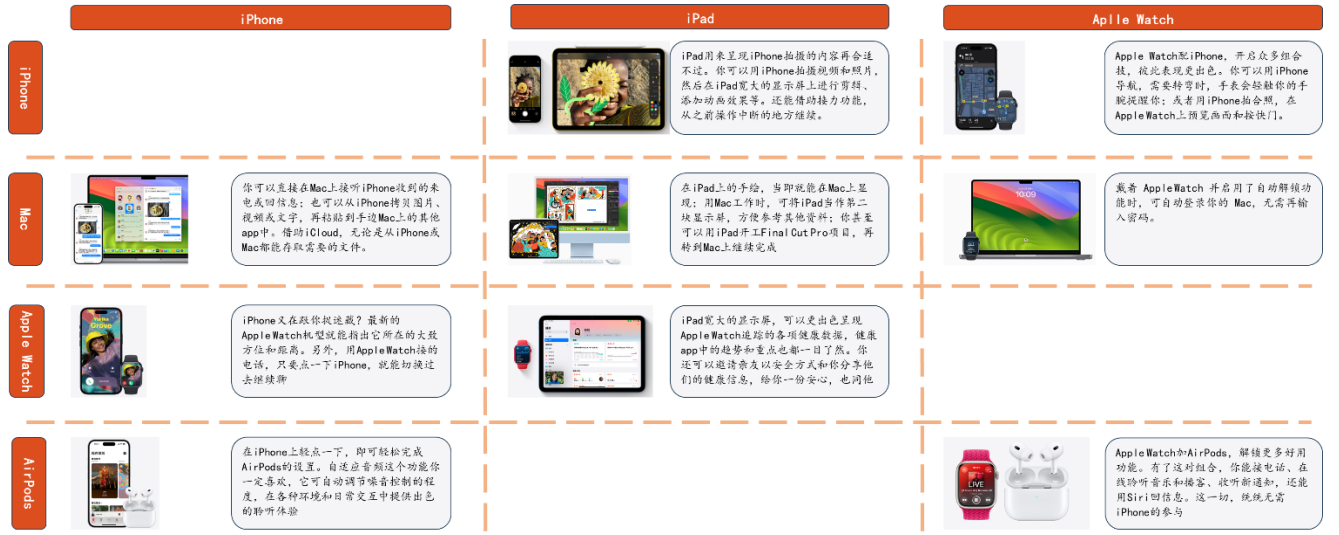 iPhone
iPad
Aplle Watch
iPhone
iPad用来呈现iPhone拍摄的内容再合适
不过。你可以用iPhone拍摄视频和照片，
然后在iPad宽大的显示屏上进行剪辑、
添加动画效果等。还能借助接力功能，
从之前操作中断的地方继续。
Apple Watch配iPhone，开启众多组合
技，彼此表现更出色。你可以用iPhone
导航，需要转弯时，手表会轻触你的手
腕提醒你；或者用iPhone拍合照，在
AppleWatch上预览画面和按快门。
Mac
你可以直接在Mac上接听iPhone收到的来
电或回信息；也可以从iPhone拷贝图片、
视频或文字，再粘贴到手边Mac上的其他
app中。借助iCloud，无论是从iPhone或
Mac都能存取需要的文件。
在iPad上的手绘，当即就能在Mac上显
现；用Mac工作时，可将iPad当作第二
块显示屏，方便参考其他资料；你甚至
可以用iPad开工FinalCutPro项目，再
转到Mac上继续完成
10:09
戴着 AppleWatch 并启用了自动解锁功
能时，可自动登录你的 Mac，无需再输
入密码。
Apple Watch
Grove
iPhone又在跟你捉迷藏？最新的
AppleWatch机型就能指出它所在的大致
方位和距离。另外，用AppleWatch接的
电话，只要点一下iPhone，就能切换过
去继续聊
iPad宽大的显示屏，可以更出色呈现
AppleWatch追踪的各项健康数据，健康
app中的趋势和重点也都一目了然。你
还可以邀请亲友以安全方式和你分享他
们的健康信息，给你一份安心，也问他
AirPods
在iPhone上轻点一下，即可轻松完成
AirPods的设置。自适应音频这个功能你
一定喜欢，它可自动调节噪音控制的程
度，在各种环境和日常交互中提供出色
的聆听体验
LIVE
AppleWatch加AirPods，解锁更多好用
功能。有了这对组合，你能接电话、在
线聆听音乐和播客、收听新通知，还能
用Siri回信息。这一切，统统无需
iPhone的参与